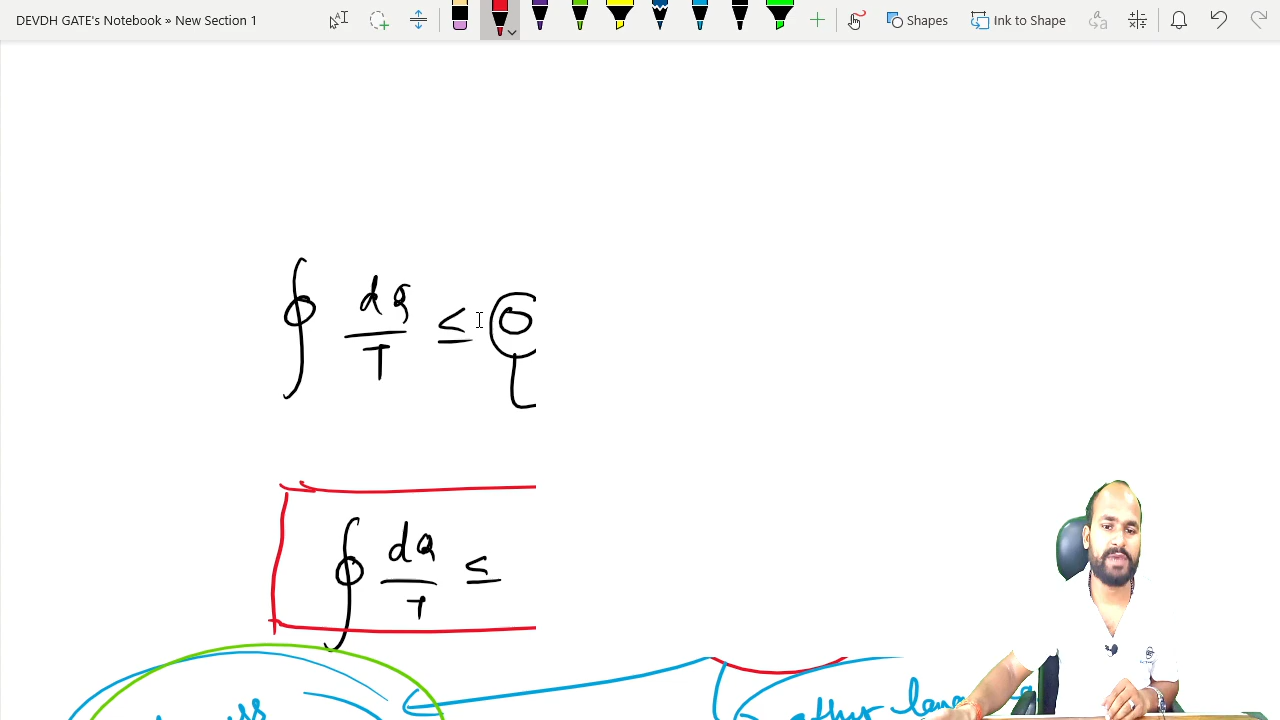 DEVDH GATE's Notebook » New Section 1
Shapes
Ink to Shape
∮ dQ/T ≤ 0
∮ dQ/T ≤